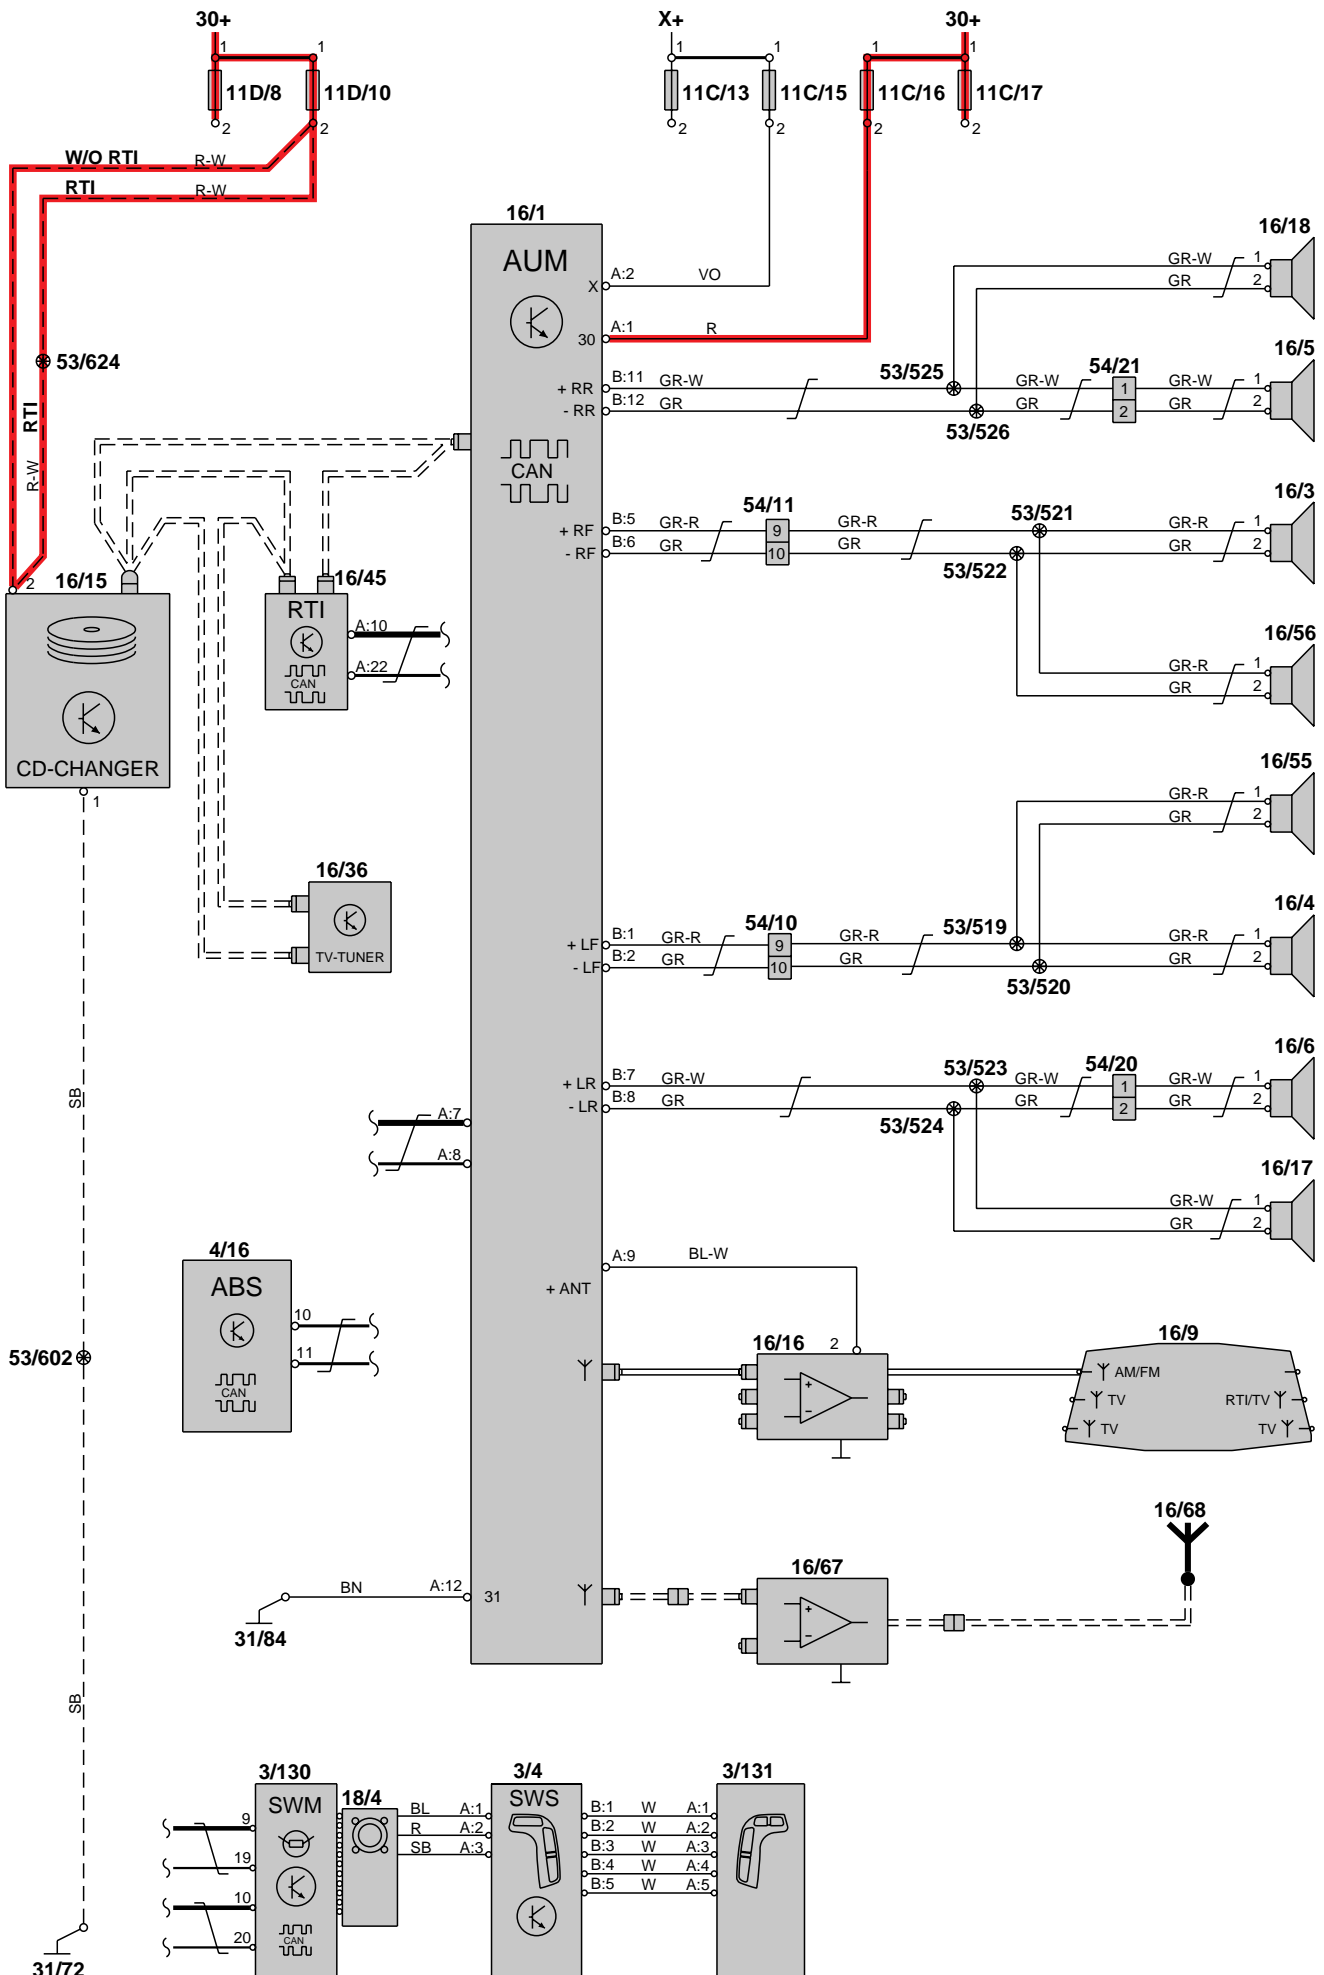 30+
X+
30+
1 1 1 1 1 1
11D/8 11D/10 11C/13 11C/15 11C/16 11C/17
2 2 2 2 2 2
W/O RTI R-W
RTI R-W
53/624
RTI
R-W
16/1
AUM
X A:2 VO
30 A:1 R
+ RR B:11 GR-W 53/525 GR-W 54/21 1 GR-W 1 16/5
- RR B:12 GR 53/526 GR 2 GR 2
16/18
GR-W 1
GR 2
CAN
+ RF B:5 GR-R 54/11 9 GR-R 53/521 GR-R 1 16/3
- RF B:6 GR 10 GR 53/522 GR 2
16/56
GR-R 1
GR 2
16/55
GR-R 1
GR 2
+ LF B:1 GR-R 54/10 9 GR-R 53/519 GR-R 1 16/4
- LF B:2 GR 10 GR 53/520 GR 2
+ LR B:7 GR-W 53/523 GR-W 54/20 1 GR-W 1 16/6
- LR B:8 GR 53/524 GR 2 GR 2
16/17
GR-W 1
GR 2
2 16/15
CD-CHANGER
1
16/45
RTI
CAN
A:10
A:22
16/36
TV-TUNER
SB
A:7
A:8
4/16
ABS
CAN
10
11
53/602
A:9 BL-W
+ ANT
16/16 2
+
−
16/9
AM/FM
TV RTI/TV
TV TV
16/68
16/67
+
−
BN A:12 31
31/84
SB
31/72
3/130
SWM
CAN
9
19
10
20
18/4
BL A:1
R A:2
SB A:3
3/4
SWS
B:1 W A:1
B:2 W A:2
B:3 W A:3
B:4 W A:4
B:5 W A:5
3/131